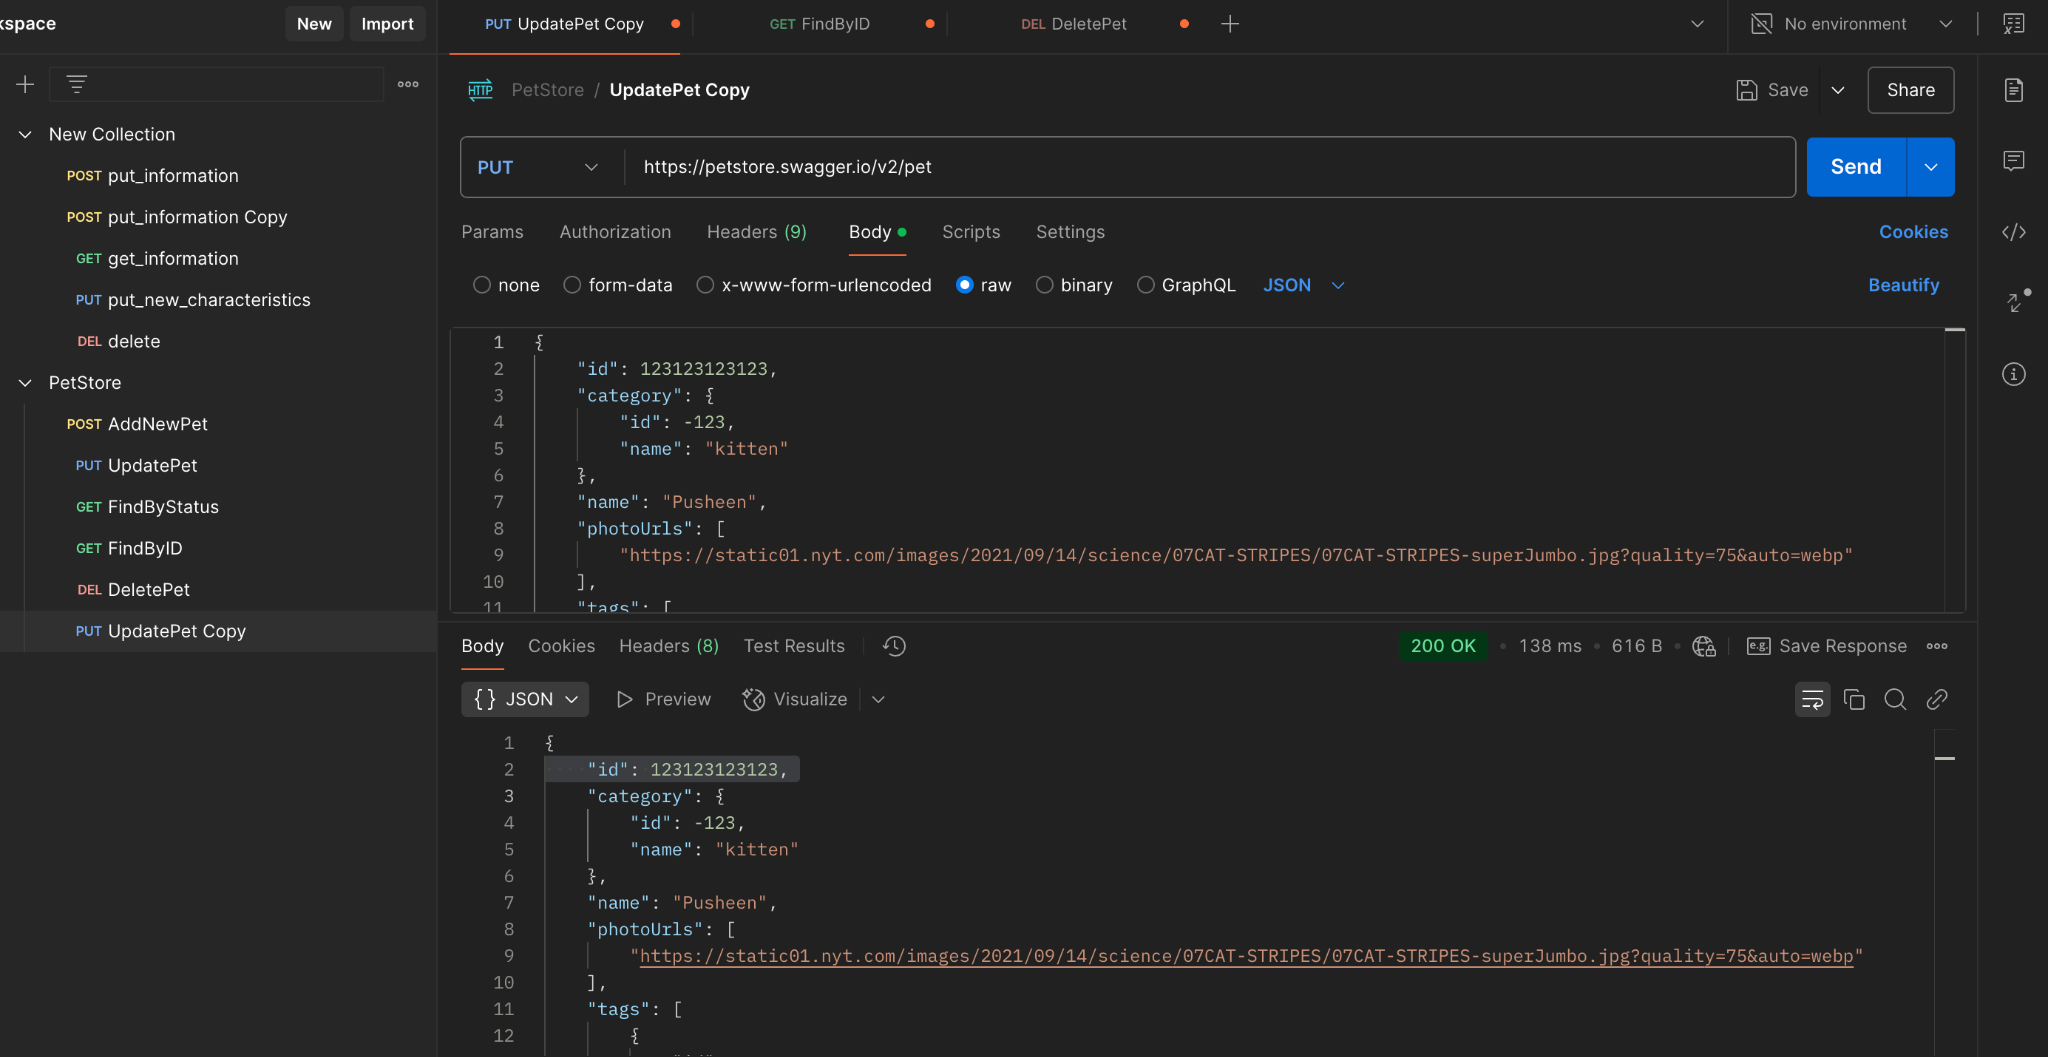 kspace New Import PUT UpdatePet Copy GET FindByID DEL DeletePet No environment
PetStore / UpdatePet Copy Save Share
New Collection
POST put_information
POST put_information Copy
GET get_information
PUT put_new_characteristics
DEL delete
PetStore
POST AddNewPet
PUT UpdatePet
GET FindByStatus
GET FindByID
DEL DeletePet
PUT UpdatePet Copy
HTTP
PUT https://petstore.swagger.io/v2/pet Send
Params Authorization Headers (9) Body Scripts Settings Cookies
none form-data x-www-form-urlencoded raw binary GraphQL JSON Beautify
1 {
2 "id": 123123123123,
3 "category": {
4 "id": -123,
5 "name": "kitten"
6 },
7 "name": "Pusheen",
8 "photoUrls": [
9 "https://static01.nyt.com/images/2021/09/14/science/07CAT-STRIPES/07CAT-STRIPES-superJumbo.jpg?quality=75&auto=webp"
10 ],
11 "tags": [
Body Cookies Headers (8) Test Results 200 OK • 138 ms • 616 B • e.g. Save Response
{} JSON Preview Visualize
1 {
2 "id": 123123123123,
3 "category": {
4 "id": -123,
5 "name": "kitten"
6 },
7 "name": "Pusheen",
8 "photoUrls": [
9 "https://static01.nyt.com/images/2021/09/14/science/07CAT-STRIPES/07CAT-STRIPES-superJumbo.jpg?quality=75&auto=webp"
10 ],
11 "tags": [
12 {